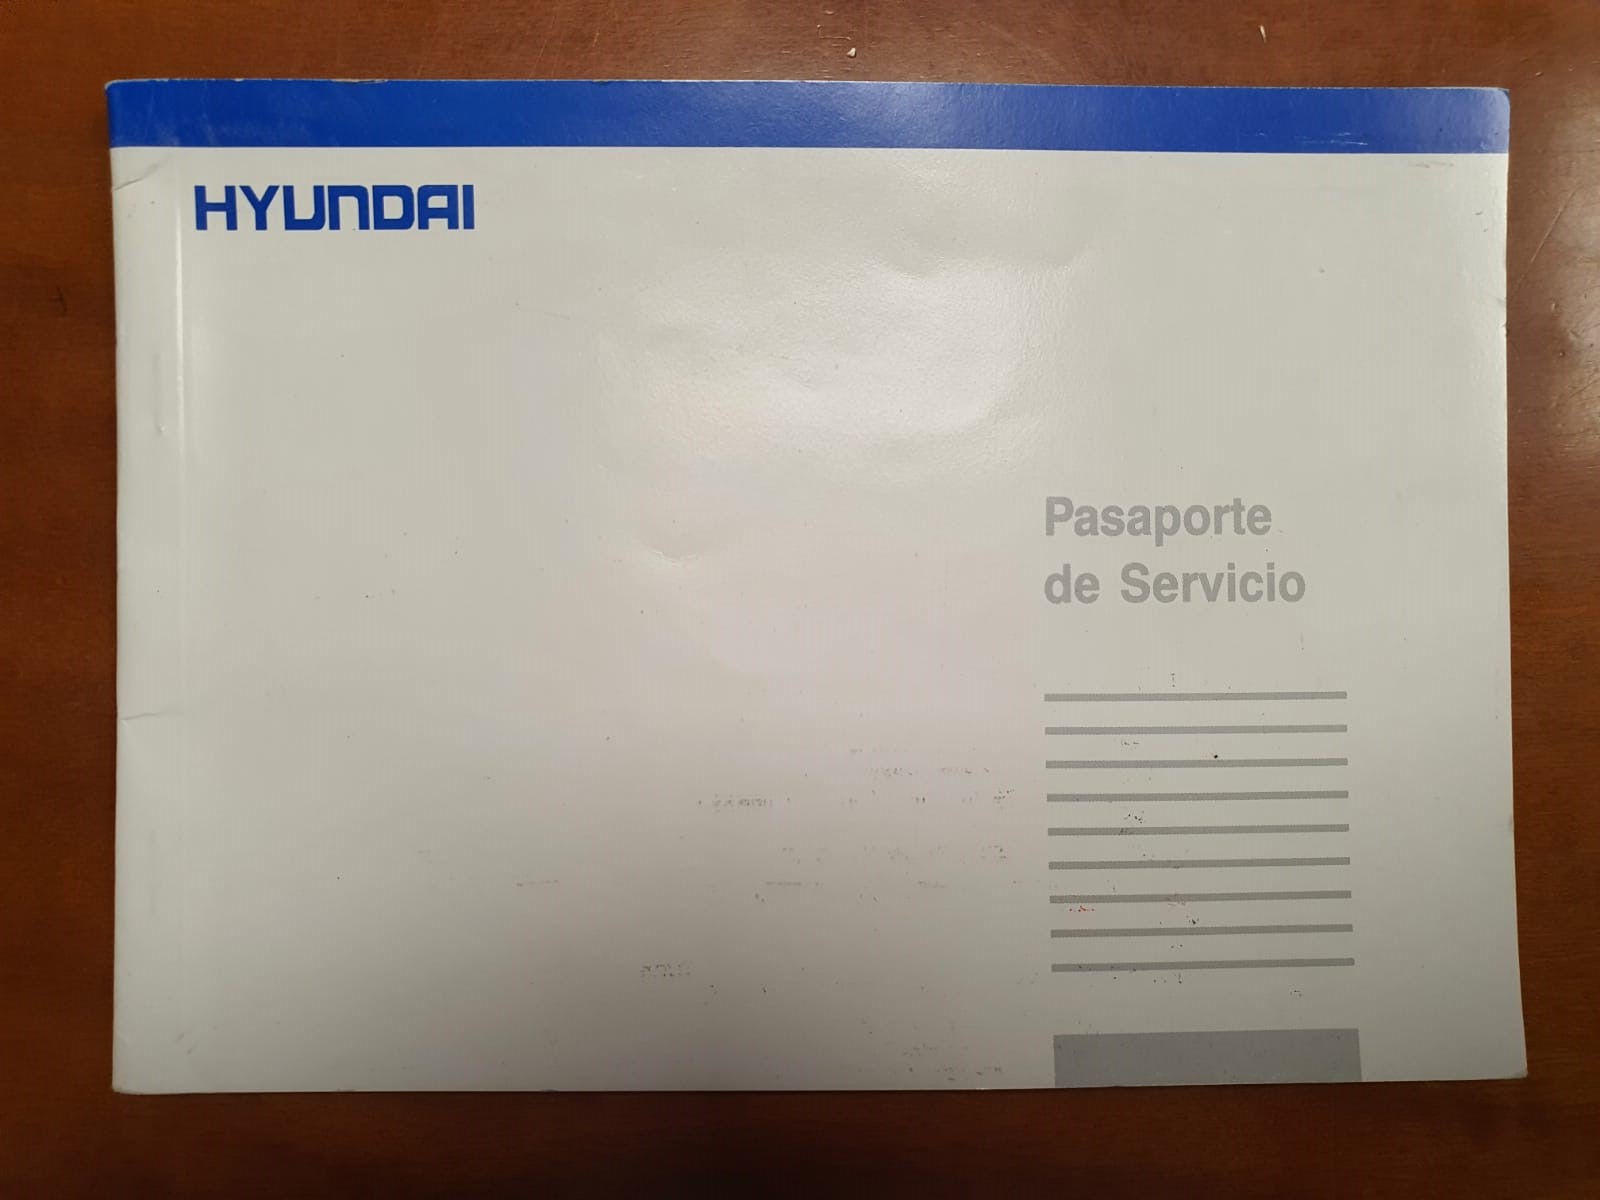 HYUNDAI
Pasaporte
de Servicio